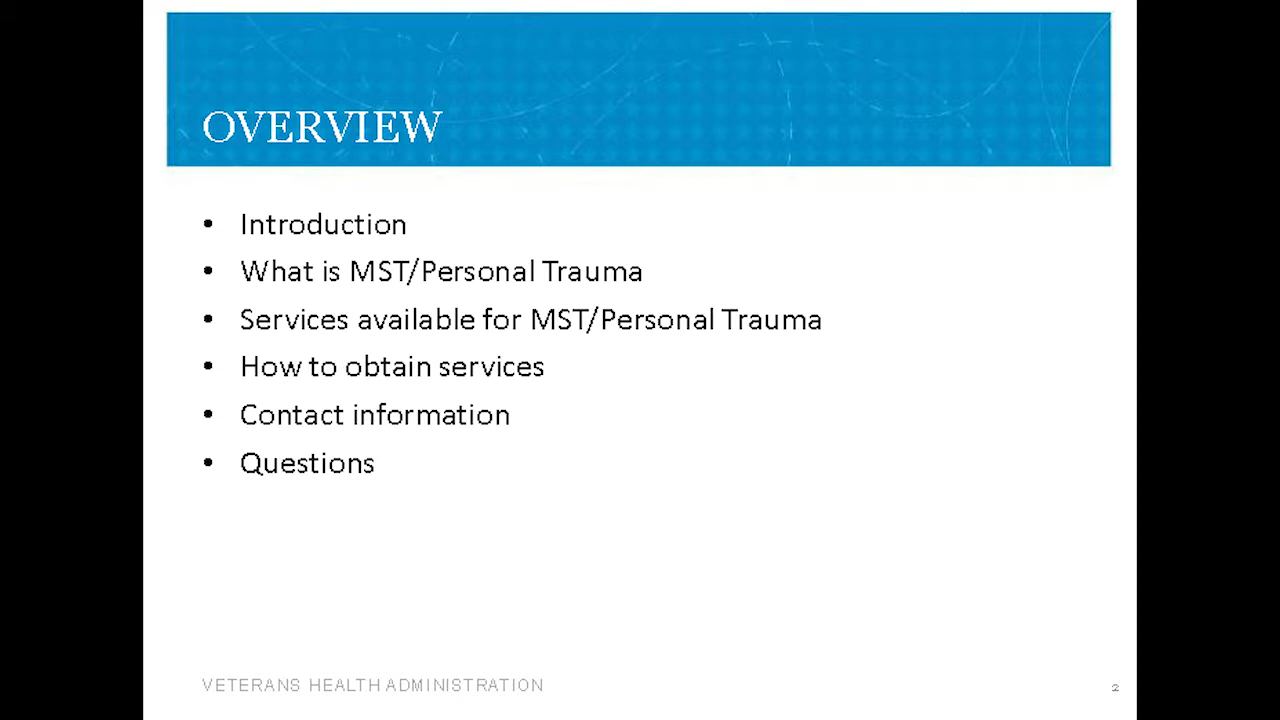 OVERVIEW
• Introduction
• What is MST/Personal Trauma
• Services available for MST/Personal Trauma
• How to obtain services
• Contact information
• Questions
VETERANS HEALTH ADMINISTRATION
2